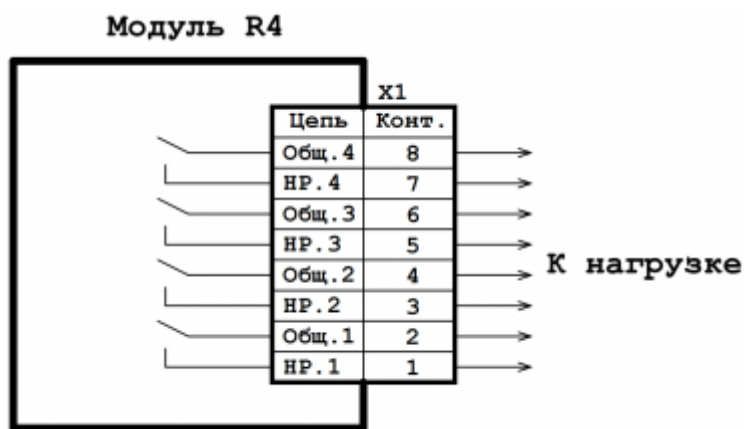 Модуль R4
X1
Цепь Конт.
Общ.4 8
НР.4 7
Общ.3 6
НР.3 5
Общ.2 4
К нагрузке
НР.2 3
Общ.1 2
НР.1 1